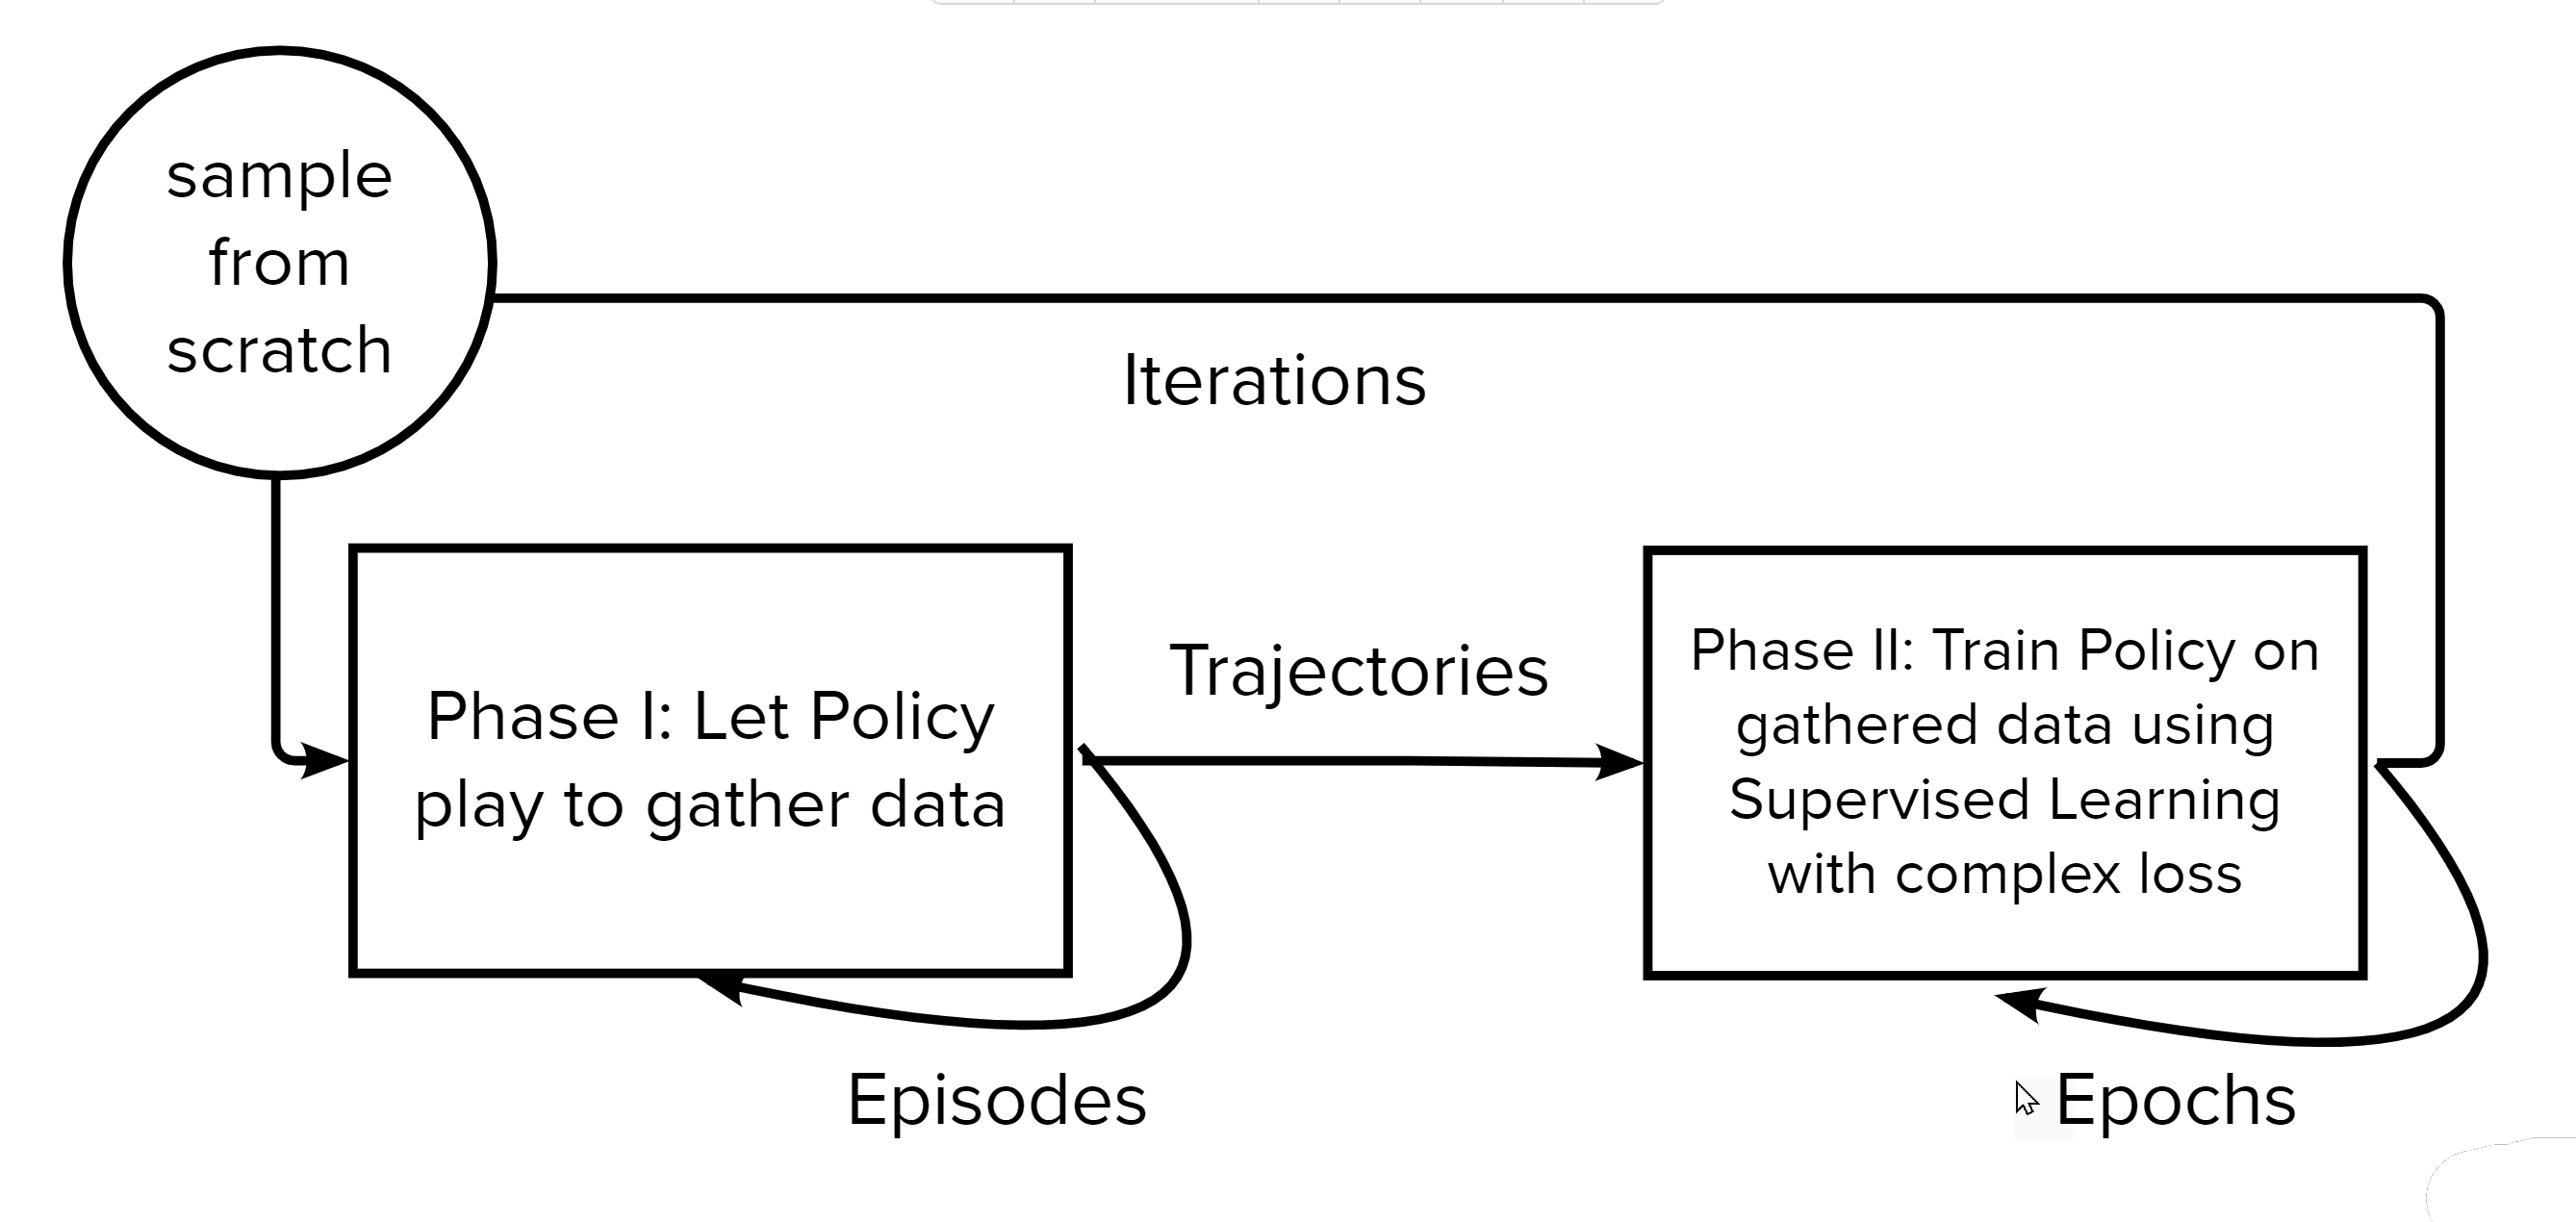 sample
from
scratch
Iterations
Trajectories
Phase I: Let Policy
play to gather data
Phase II: Train Policy on
gathered data using
Supervised Learning
with complex loss
Episodes
Epochs